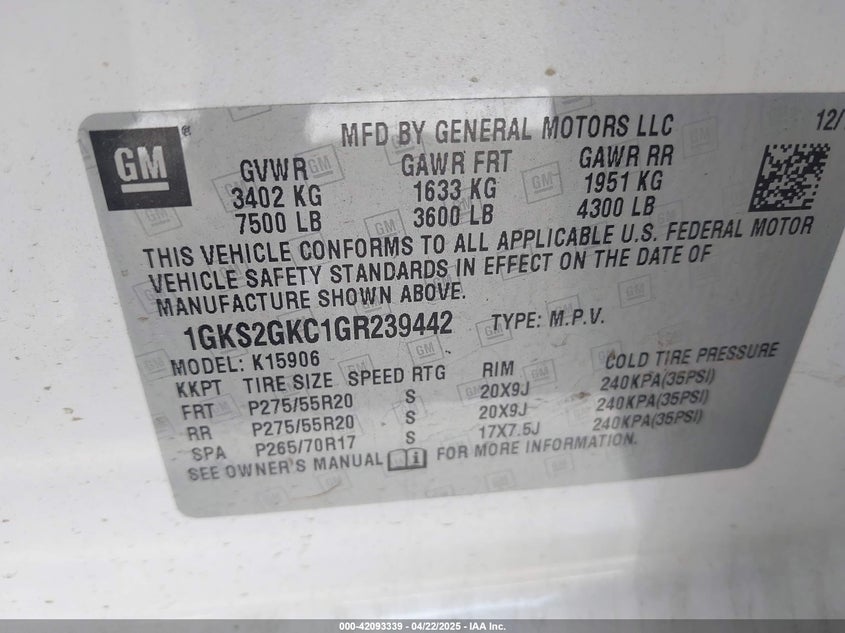 GM
®
MFD BY GENERAL MOTORS LLC
12/
GVWR GAWR FRT GAWR RR
3402 KG 1633 KG 1951 KG
7500 LB 3600 LB 4300 LB
THIS VEHICLE CONFORMS TO ALL APPLICABLE U.S. FEDERAL MOTOR
VEHICLE SAFETY STANDARDS IN EFFECT ON THE DATE OF
MANUFACTURE SHOWN ABOVE.
1GKS2GKC1GR239442 TYPE: M.P.V.
MODEL: K15906
KKPT TIRE SIZE SPEED RTG RIM COLD TIRE PRESSURE
FRT P275/55R20 S 20X9J 240KPA(35PSI)
RR P275/55R20 S 20X9J 240KPA(35PSI)
SPA P265/70R17 S 17X7.5J 240KPA(35PSI)
SEE OWNER'S MANUAL i FOR MORE INFORMATION.
000-42093339 - 04/22/2025 - IAA Inc.